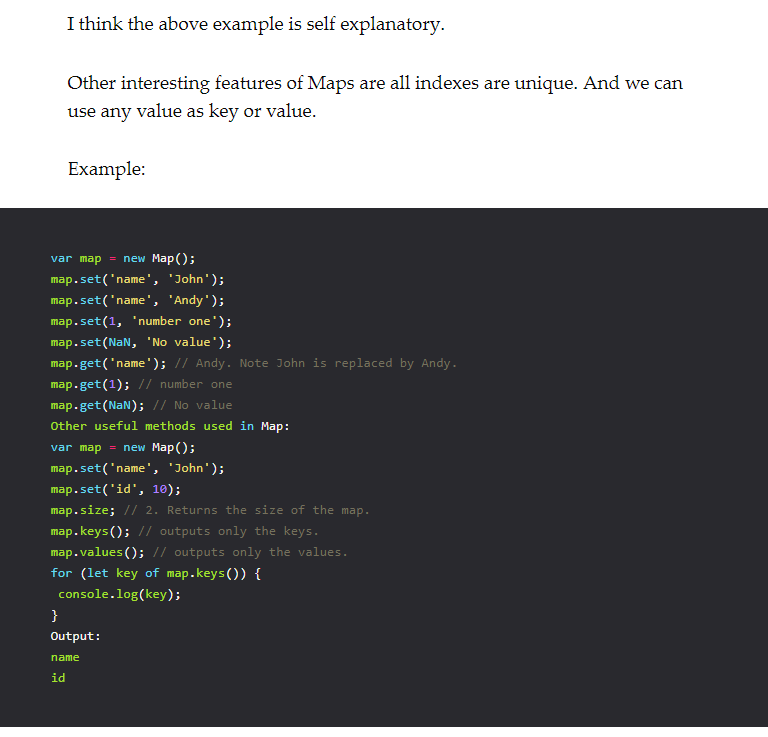 I think the above example is self explanatory.
Other interesting features of Maps are all indexes are unique. And we can
use any value as key or value.
Example:
var map = new Map();
map.set('name', 'John');
map.set('name', 'Andy');
map.set(1, 'number one');
map.set(NaN, 'No value');
map.get('name'); // Andy. Note John is replaced by Andy.
map.get(1); // number one
map.get(NaN); // No value
Other useful methods used in Map:
var map = new Map();
map.set('name', 'John');
map.set('id', 10);
map.size; // 2. Returns the size of the map.
map.keys(); // outputs only the keys.
map.values(); // outputs only the values.
for (let key of map.keys()) {
 console.log(key);
}
Output:
name
id